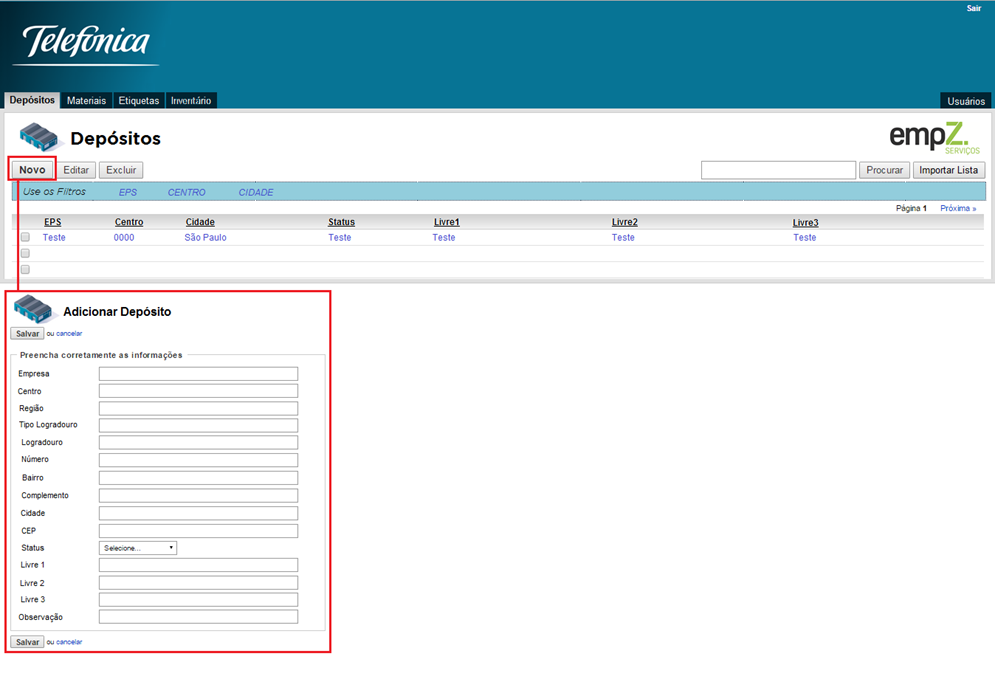 Sair
Telefónica
Depósitos Materiais Etiquetas Inventário Usuários
Depósitos
empZ.
SERVIÇOS
Novo Editar Excluir Procurar Importar Lista
Use os Filtros EPS CENTRO CIDADE
Página 1 Próxima »
EPS Centro Cidade Status Livre1 Livre2 Livre3
Teste 0000 São Paulo Teste Teste Teste Teste
Adicionar Depósito
Salvar ou cancelar
Preencha corretamente as informações
Empresa
Centro
Região
Tipo Logradouro
Logradouro
Número
Bairro
Complemento
Cidade
CEP
Status Selecione...
Livre 1
Livre 2
Livre 3
Observação
Salvar ou cancelar